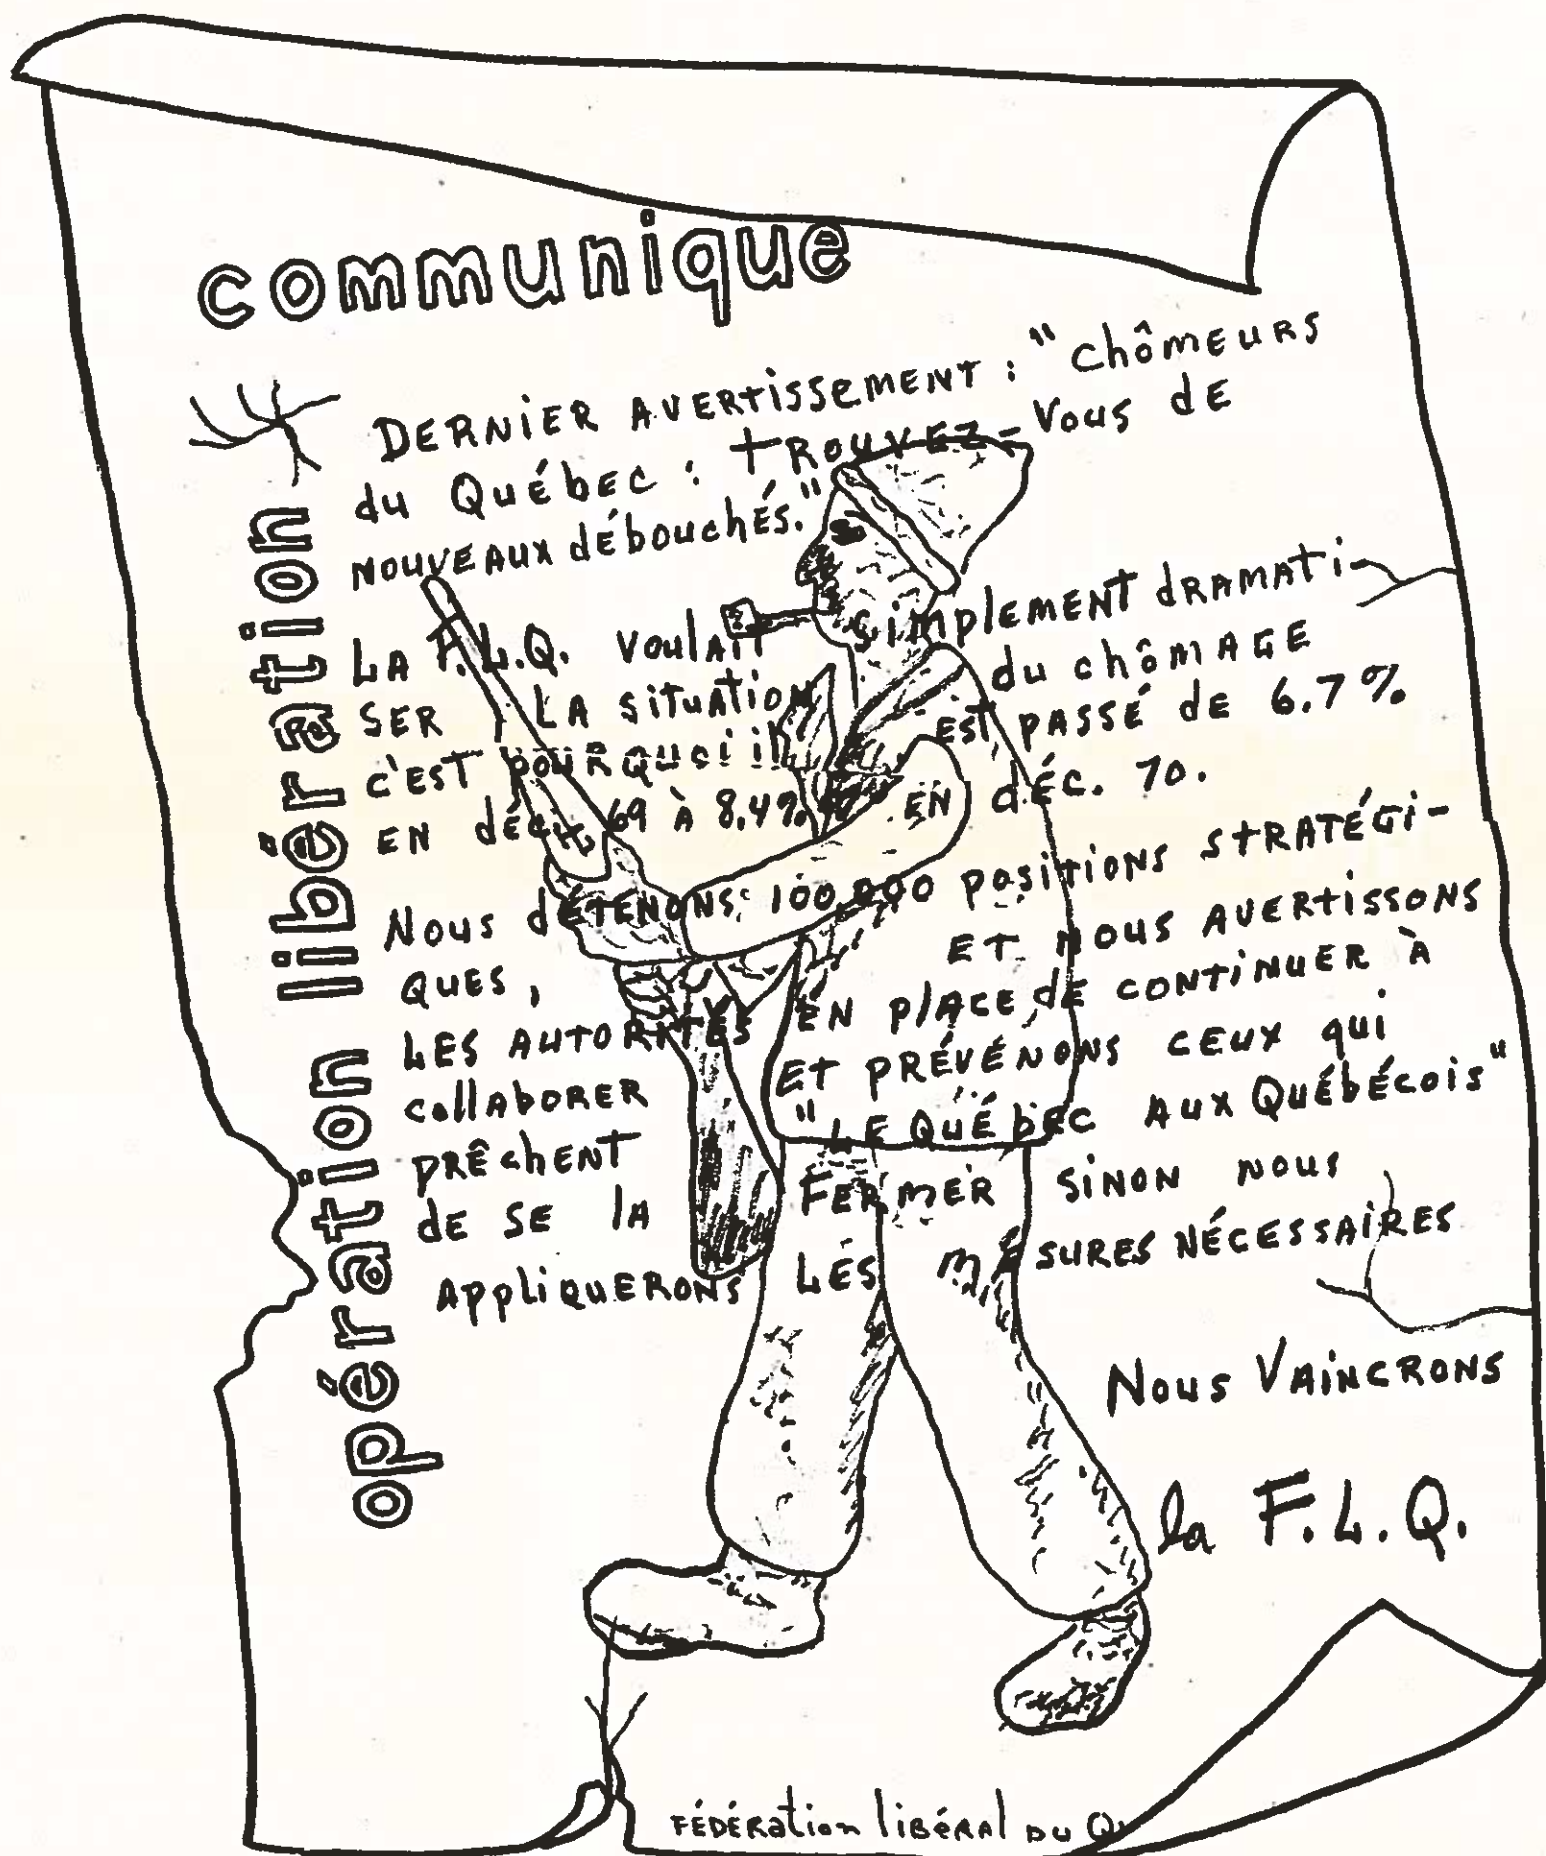 communique
opération libération
DERNIER AVERTISSEMENT : "Chômeurs
du Québec : TROUVEZ-Vous de
NOUVEAUX débouchés."
LA F.L.Q. voulait simplement dramati-
SER LA situation du chômage
c'est pourquoi il est passé de 6.7%
EN déc. 69 à 8,4% EN déc. 70.
Nous détenons 100,000 positions stratégi-
ques, ET nous avertissons
LES AUTORITÉS EN place de continuer à
collaborer ET PRÉVÉNONS ceux qui
prêchent "LE Québec aux Québécois"
de se la FERMER sinon nous
Appliquerons LES mésures nécessaires
Nous Vaincrons
la F.L.Q.
FÉDÉRation libéral du Q.